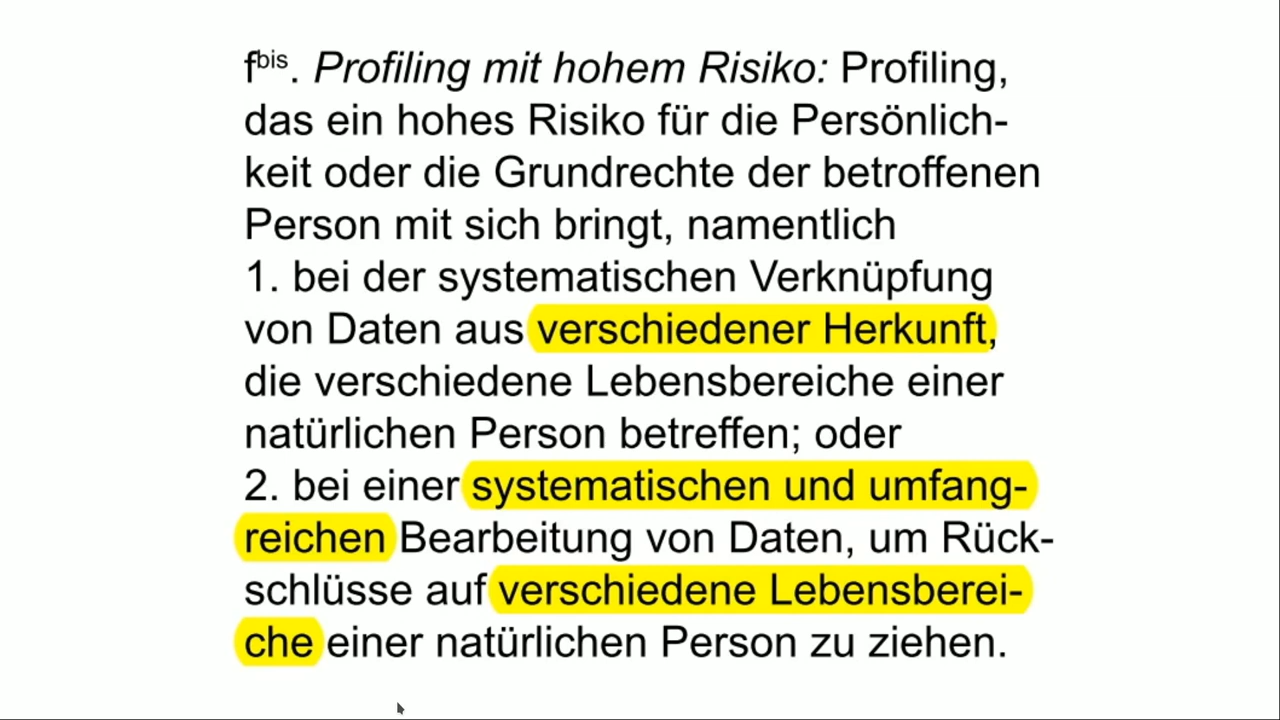 fbis. Profiling mit hohem Risiko: Profiling,
das ein hohes Risiko für die Persönlich-
keit oder die Grundrechte der betroffenen
Person mit sich bringt, namentlich
1. bei der systematischen Verknüpfung
von Daten aus verschiedener Herkunft,
die verschiedene Lebensbereiche einer
natürlichen Person betreffen; oder
2. bei einer systematischen und umfang-
reichen Bearbeitung von Daten, um Rück-
schlüsse auf verschiedene Lebensberei-
che einer natürlichen Person zu ziehen.